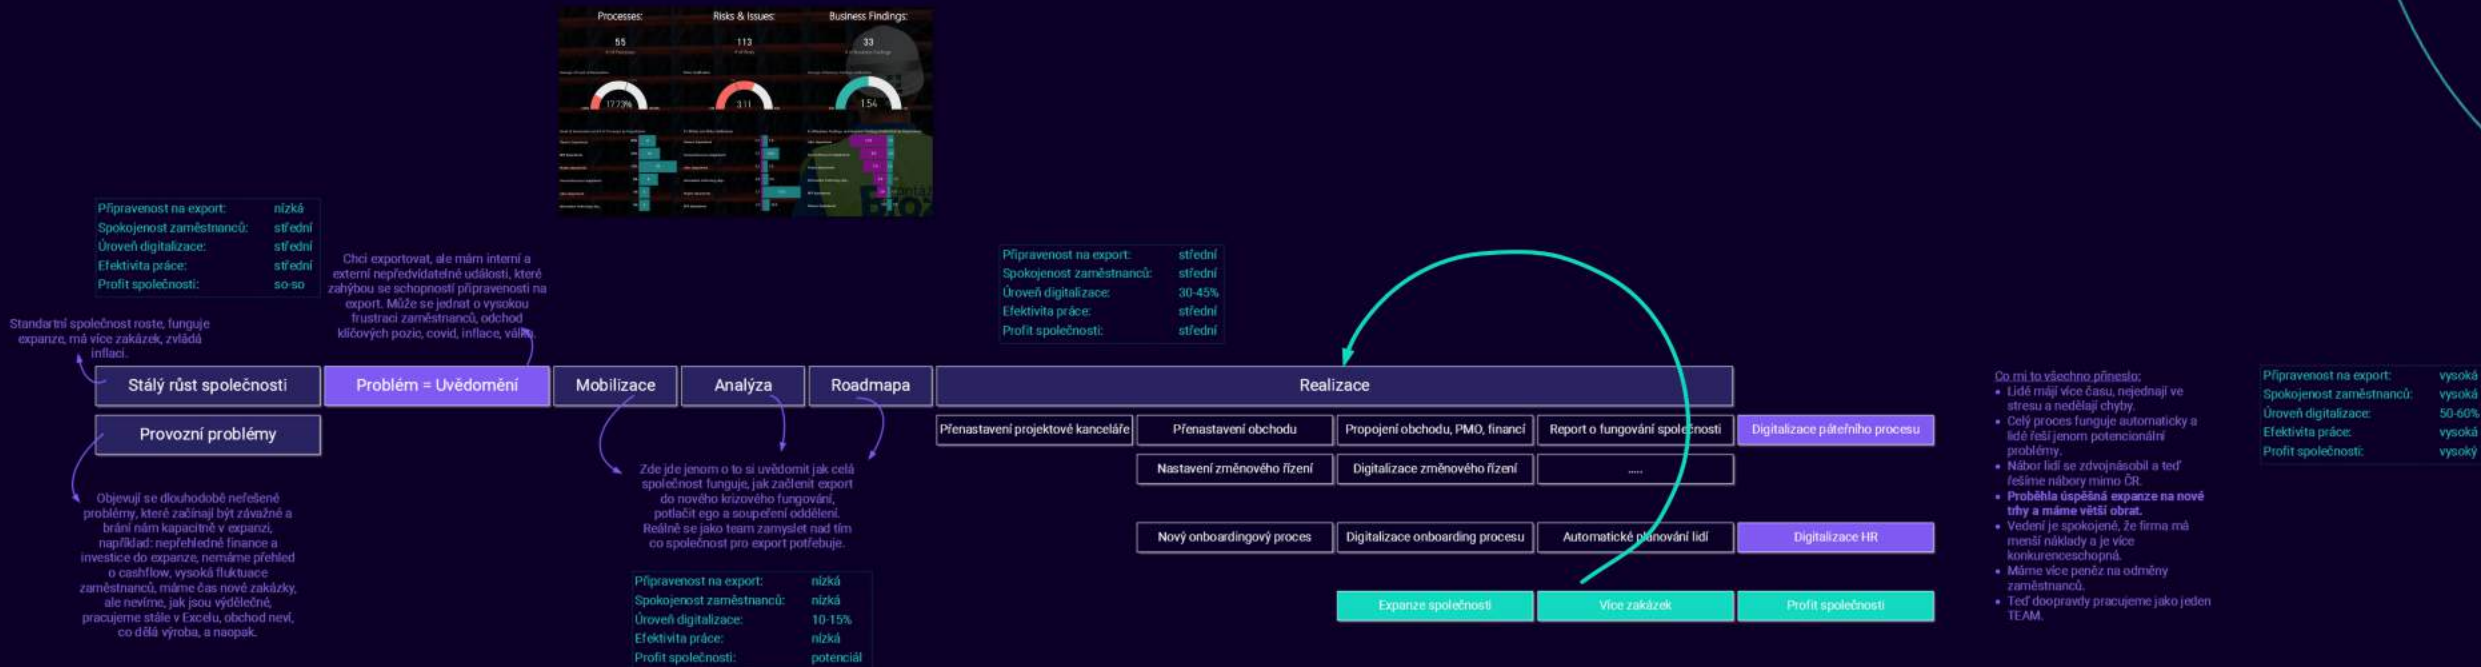 Processes:
Risks & Issues:
Business Findings:
55
113
33
17.73%
3.11
1.54
Připravenost na export: nízká
Spokojenost zaměstnanců: střední
Úroveň digitalizace: střední
Efektivita práce: střední
Profit společnosti: so-so
Chci exportovat, ale mám interní a
externí nepředvídatelné události, které
zahýbou se schopností připravenosti na
export. Může se jednat o vysokou
frustraci zaměstnanců, odchod
klíčových pozic, covid, inflace, válka.
Standartní společnost roste, funguje
expanze, má více zakázek, zvládá
inflaci.
Připravenost na export: střední
Spokojenost zaměstnanců: střední
Úroveň digitalizace: 30-45%
Efektivita práce: střední
Profit společnosti: střední
Stálý růst společnosti
Problém = Uvědomění
Mobilizace
Analýza
Roadmapa
Realizace
Provozní problémy
Přenastavení projektové kanceláře
Přenastavení obchodu
Propojení obchodu, PMO, financí
Report o fungování společnosti
Digitalizace páteřního procesu
Nastavení změnového řízení
Digitalizace změnového řízení
.....
Nový onboardingový proces
Digitalizace onboarding procesu
Automatické plánování lidí
Digitalizace HR
Expanze společnosti
Více zakázek
Profit společnosti
Objevují se dlouhodobě neřešené
problémy, které začínají být závažné a
brání nám kapacitně v expanzi,
například: nepřehledné finance a
investice do expanze, nemáme přehled
o cashflow, vysoká fluktuace
zaměstnanců, máme čas nové zakázky,
ale nevíme, jak jsou výdělečné,
pracujeme stále v Excelu, obchod neví,
co dělá výroba, a naopak.
Zde jde jenom o to si uvědomit jak celá
společnost funguje, jak začlenit export
do nového krizového fungování,
potlačit ego a soupeření oddělení.
Reálně se jako team zamyslet nad tím
co společnost pro export potřebuje.
Připravenost na export: nízká
Spokojenost zaměstnanců: nízká
Úroveň digitalizace: 10-15%
Efektivita práce: nízká
Profit společnosti: potenciál
Co mi to všechno přineslo:
• Lidé májí více času, nejednají ve
stresu a nedělají chyby.
• Celý proces funguje automaticky a
lidé řeší jenom potencionální
problémy.
• Nábor lidí se zdvojnásobil a teď
řešíme nábory mimo ČR.
• Proběhla úspěšná expanze na nové
trhy a máme větší obrat.
• Vedení je spokojené, že firma má
menší náklady a je více
konkurenceschopná.
• Máme více peněz na odměny
zaměstnanců.
• Teď doopravdy pracujeme jako jeden
TEAM.
Připravenost na export: vysoká
Spokojenost zaměstnanců: vysoká
Úroveň digitalizace: 50-60%
Efektivita práce: vysoká
Profit společnosti: vysoký